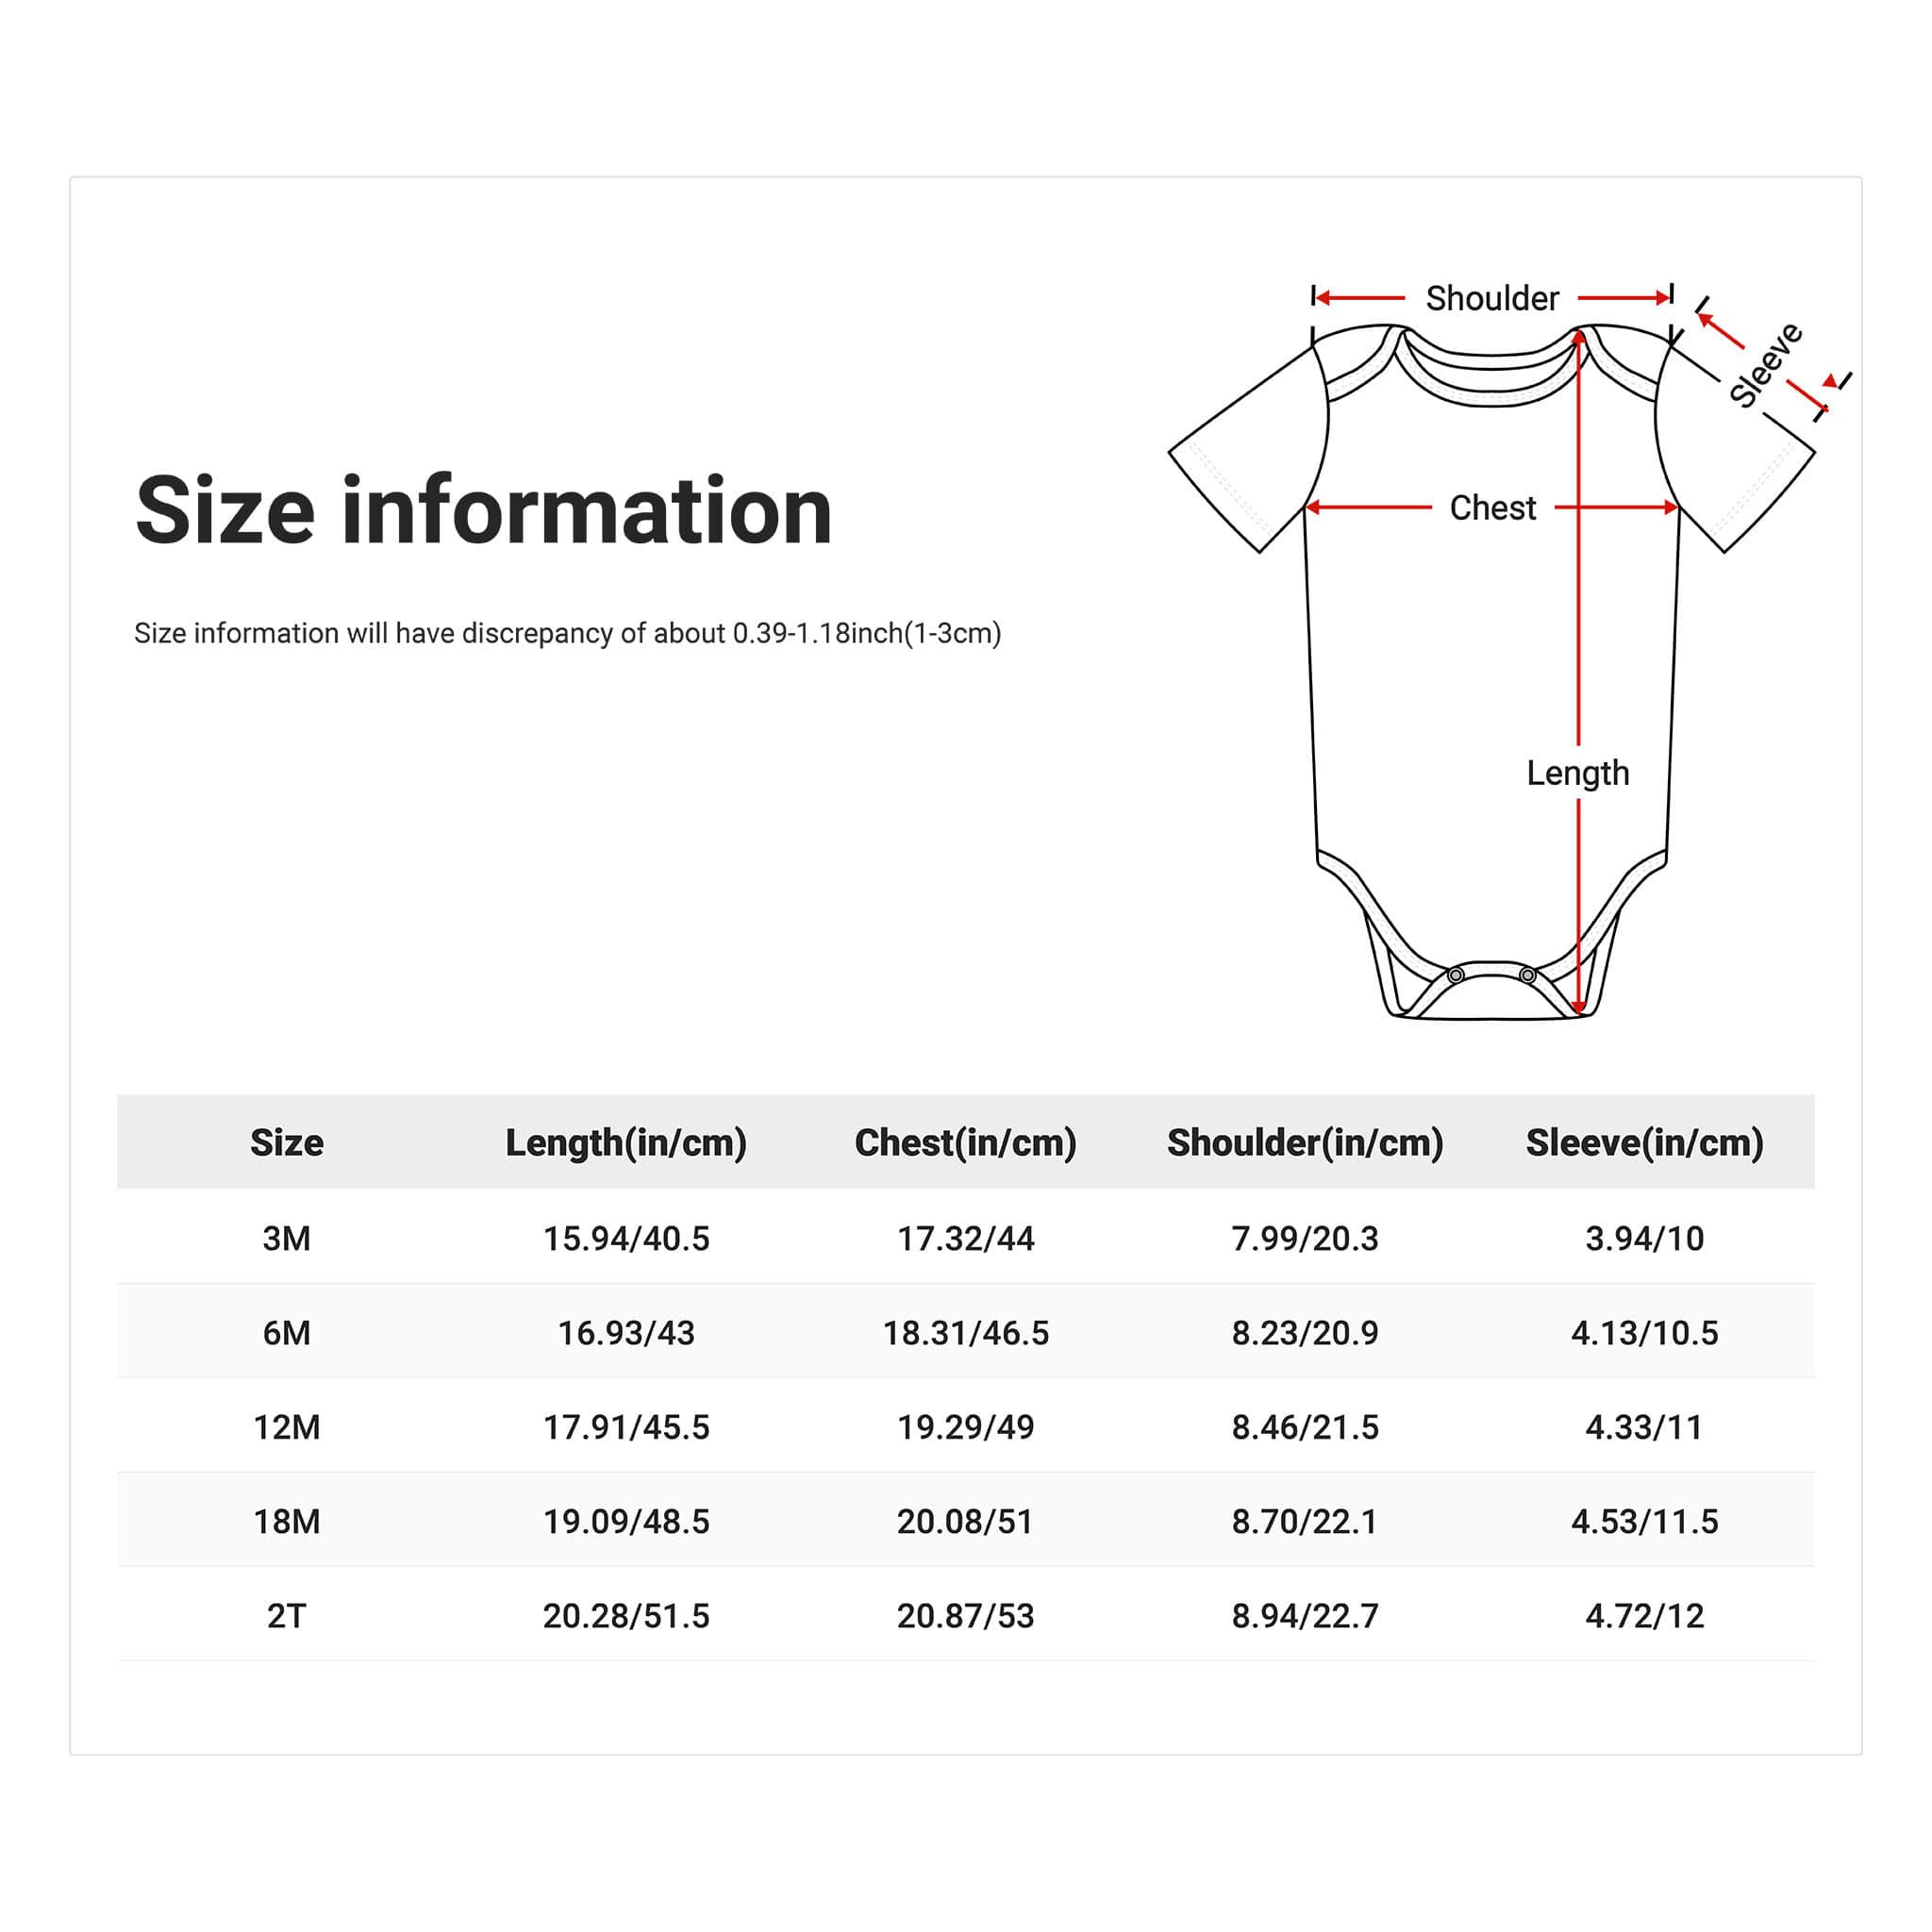 Shoulder
Sleeve
Size information
Chest
Size information will have discrepancy of about 0.39-1.18inch(1-3cm)
Length
Size Length(in/cm) Chest(in/cm) Shoulder(in/cm) Sleeve(in/cm)
3M 15.94/40.5 17.32/44 7.99/20.3 3.94/10
6M 16.93/43 18.31/46.5 8.23/20.9 4.13/10.5
12M 17.91/45.5 19.29/49 8.46/21.5 4.33/11
18M 19.09/48.5 20.08/51 8.70/22.1 4.53/11.5
2T 20.28/51.5 20.87/53 8.94/22.7 4.72/12